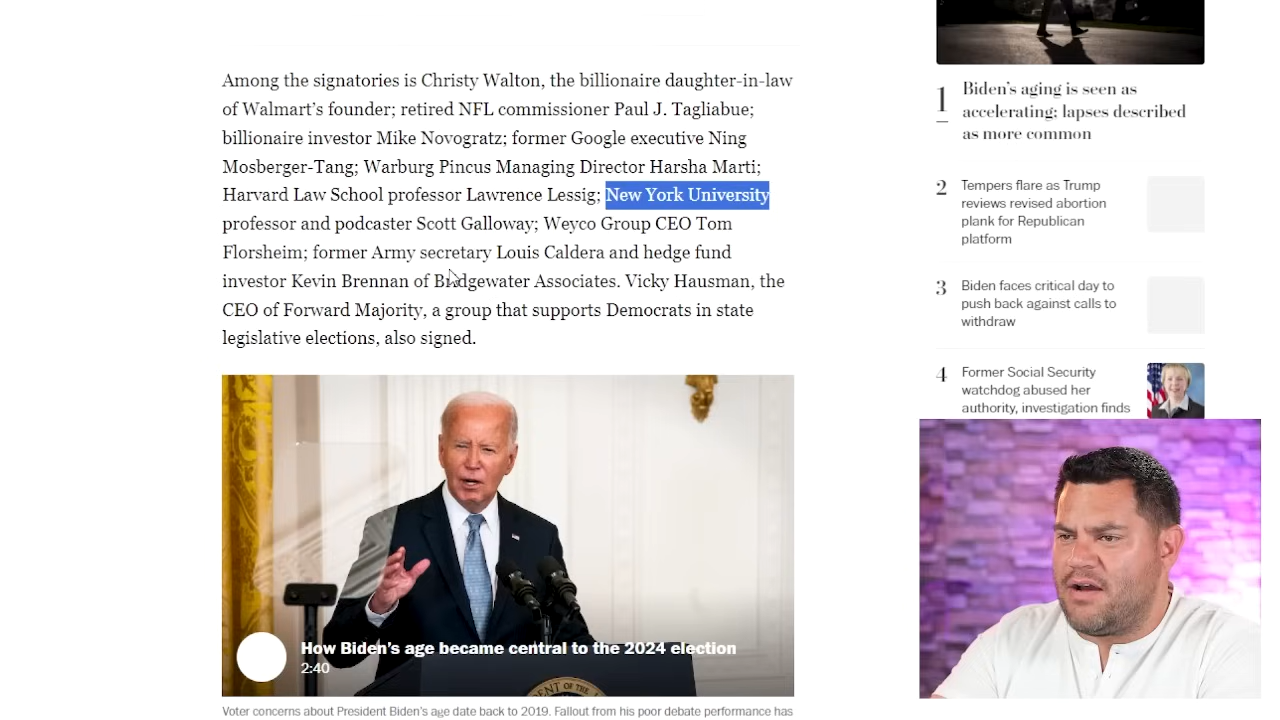 Among the signatories is Christy Walton, the billionaire daughter-in-law
of Walmart’s founder; retired NFL commissioner Paul J. Tagliabue;
billionaire investor Mike Novogratz; former Google executive Ning
Mosberger-Tang; Warburg Pincus Managing Director Harsha Marti;
Harvard Law School professor Lawrence Lessig; New York University
professor and podcaster Scott Galloway; Weyco Group CEO Tom
Florsheim; former Army secretary Louis Caldera and hedge fund
investor Kevin Brennan of Bridgewater Associates. Vicky Hausman, the
CEO of Forward Majority, a group that supports Democrats in state
legislative elections, also signed.
How Biden’s age became central to the 2024 election
2:40
Voter concerns about President Biden’s age date back to 2019. Fallout from his poor debate performance has
1
Biden’s aging is seen as
accelerating; lapses described
as more common
2
Tempers flare as Trump
reviews revised abortion
plank for Republican
platform
3
Biden faces critical day to
push back against calls to
withdraw
4
Former Social Security
watchdog abused her
authority, investigation finds